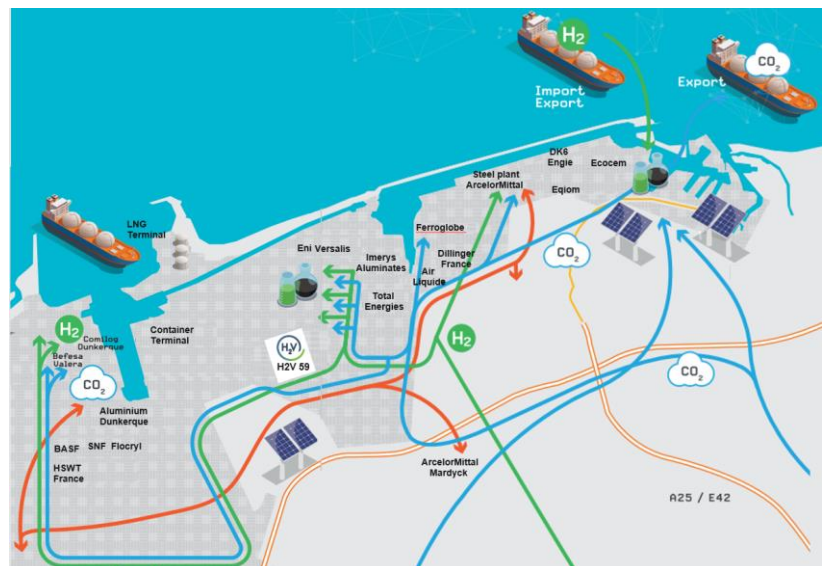 H₂
CO₂
Import
Export
Export
DK6
Engie
Ecocem
Steel plant
ArcelorMittal
Eqiom
LNG
Terminal
Ferroglobe
Eni Versalis
Imerys
Aluminates
Dillinger
France
CO₂
Air
Liquide
Total
Energies
H₂
Comilog
Dunkerque
Container
Terminal
H₂V
H2V 59
H₂
Befesa
Valera
CO₂
CO₂
Aluminium
Dunkerque
BASF
SNF Flocryl
HSWT
France
ArcelorMittal
Mardyck
A25 / E42